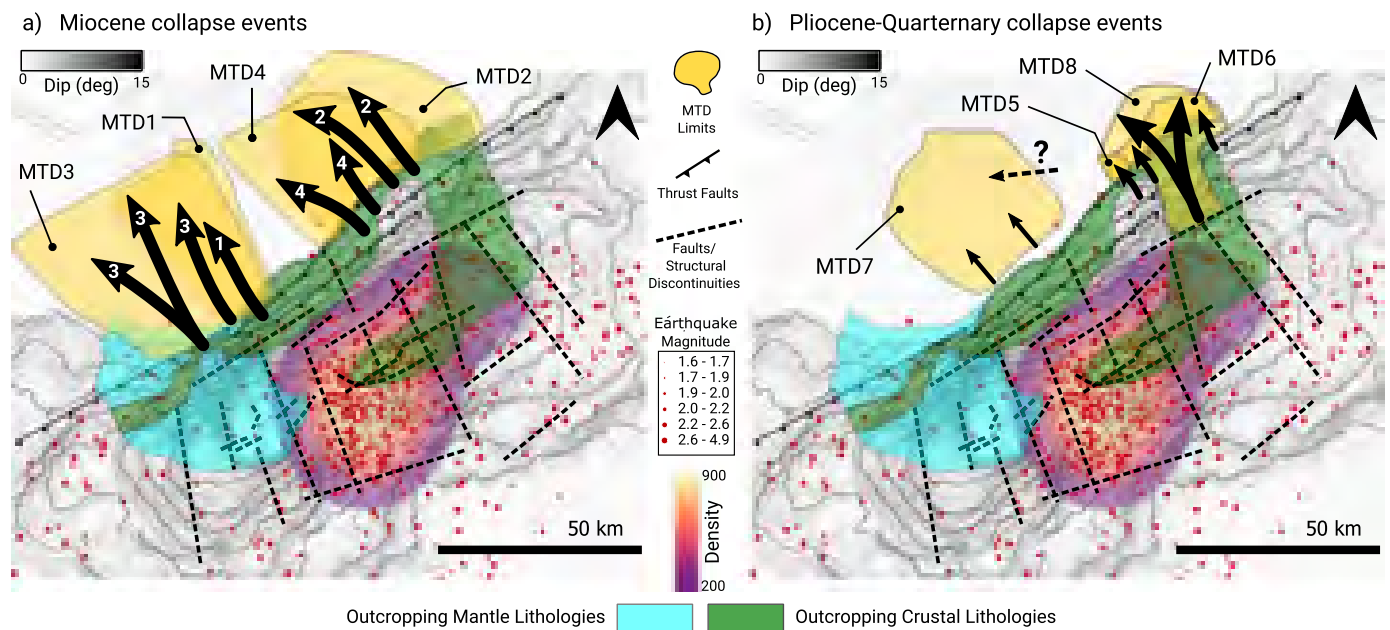 a) Miocene collapse events
b) Pliocene-Quarternary collapse events
0 15
Dip (deg)
MTD4
MTD2
MTD1
MTD3
2
2
4
4
3
3
3
1
MTD
Limits
Thrust Faults
Faults/
Structural
Discontinuities
Earthquake
Magnitude
1.6 - 1.7
1.7 - 1.9
1.9 - 2.0
2.0 - 2.2
2.2 - 2.6
2.6 - 4.9
900
Density
200
50 km
0 15
Dip (deg)
MTD8
MTD6
MTD5
?
MTD7
50 km
Outcropping Mantle Lithologies
Outcropping Crustal Lithologies